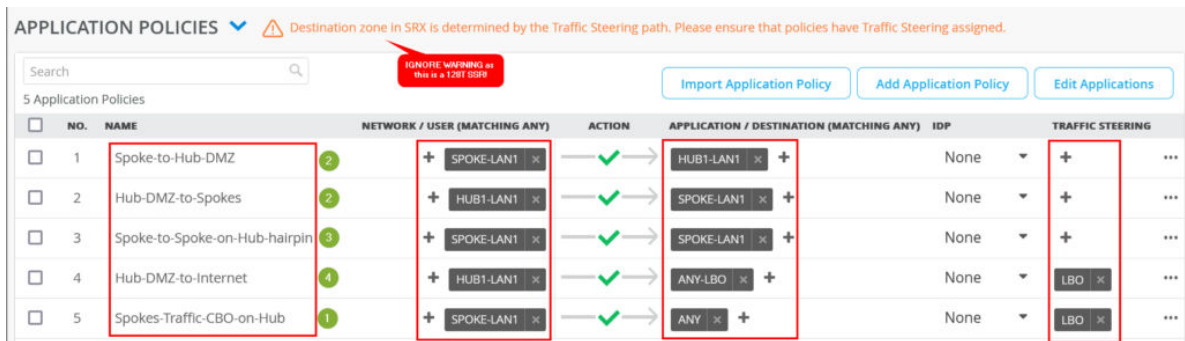 APPLICATION POLICIES Destination zone in SRX is determined by the Traffic Steering path. Please ensure that policies have Traffic Steering assigned.
IGNORE WARNING as
this is a 128T SSR!
Search
Import Application Policy Add Application Policy Edit Applications
5 Application Policies
NO. NAME NETWORK / USER (MATCHING ANY) ACTION APPLICATION / DESTINATION (MATCHING ANY) IDP TRAFFIC STEERING
1 Spoke-to-Hub-DMZ 2 + SPOKE-LAN1 × HUB1-LAN1 × + None + ...
2 Hub-DMZ-to-Spokes 2 + HUB1-LAN1 × SPOKE-LAN1 × + None + ...
3 Spoke-to-Spoke-on-Hub-hairpin 3 + SPOKE-LAN1 × SPOKE-LAN1 × + None + ...
4 Hub-DMZ-to-Internet 4 + HUB1-LAN1 × ANY-LBO × + None LBO × ...
5 Spokes-Traffic-CBO-on-Hub 1 + SPOKE-LAN1 × ANY × + None LBO × ...